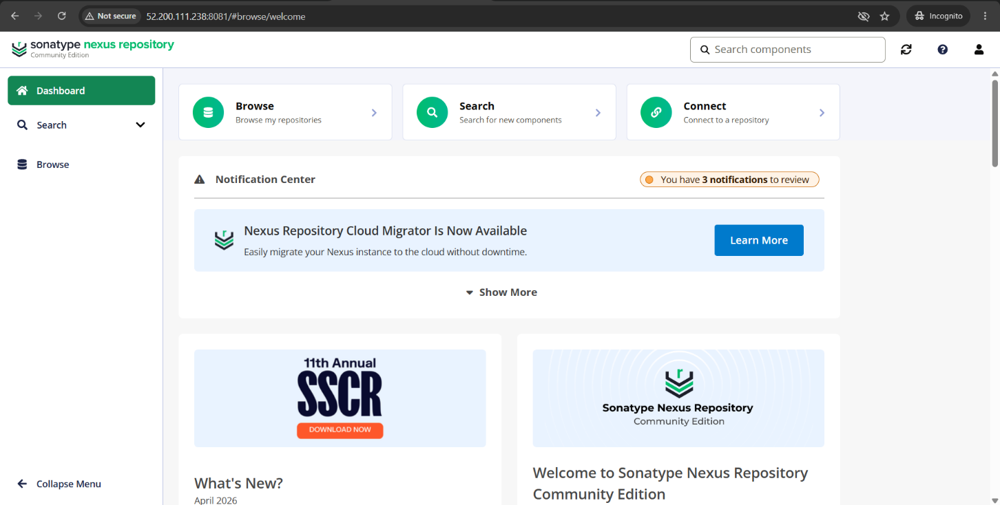 Not secure
52.200.111.238:8081/#browse/welcome
Incognito
sonatype nexus repository
Community Edition
Search components
Dashboard
Search
Browse
Collapse Menu
Browse
Browse my repositories
Search
Search for new components
Connect
Connect to a repository
Notification Center
You have 3 notifications to review
r
Nexus Repository Cloud Migrator Is Now Available
Easily migrate your Nexus instance to the cloud without downtime.
Learn More
Show More
11th Annual
SSCR
DOWNLOAD NOW
What's New?
April 2026
r
Sonatype Nexus Repository
Community Edition
Welcome to Sonatype Nexus Repository
Community Edition